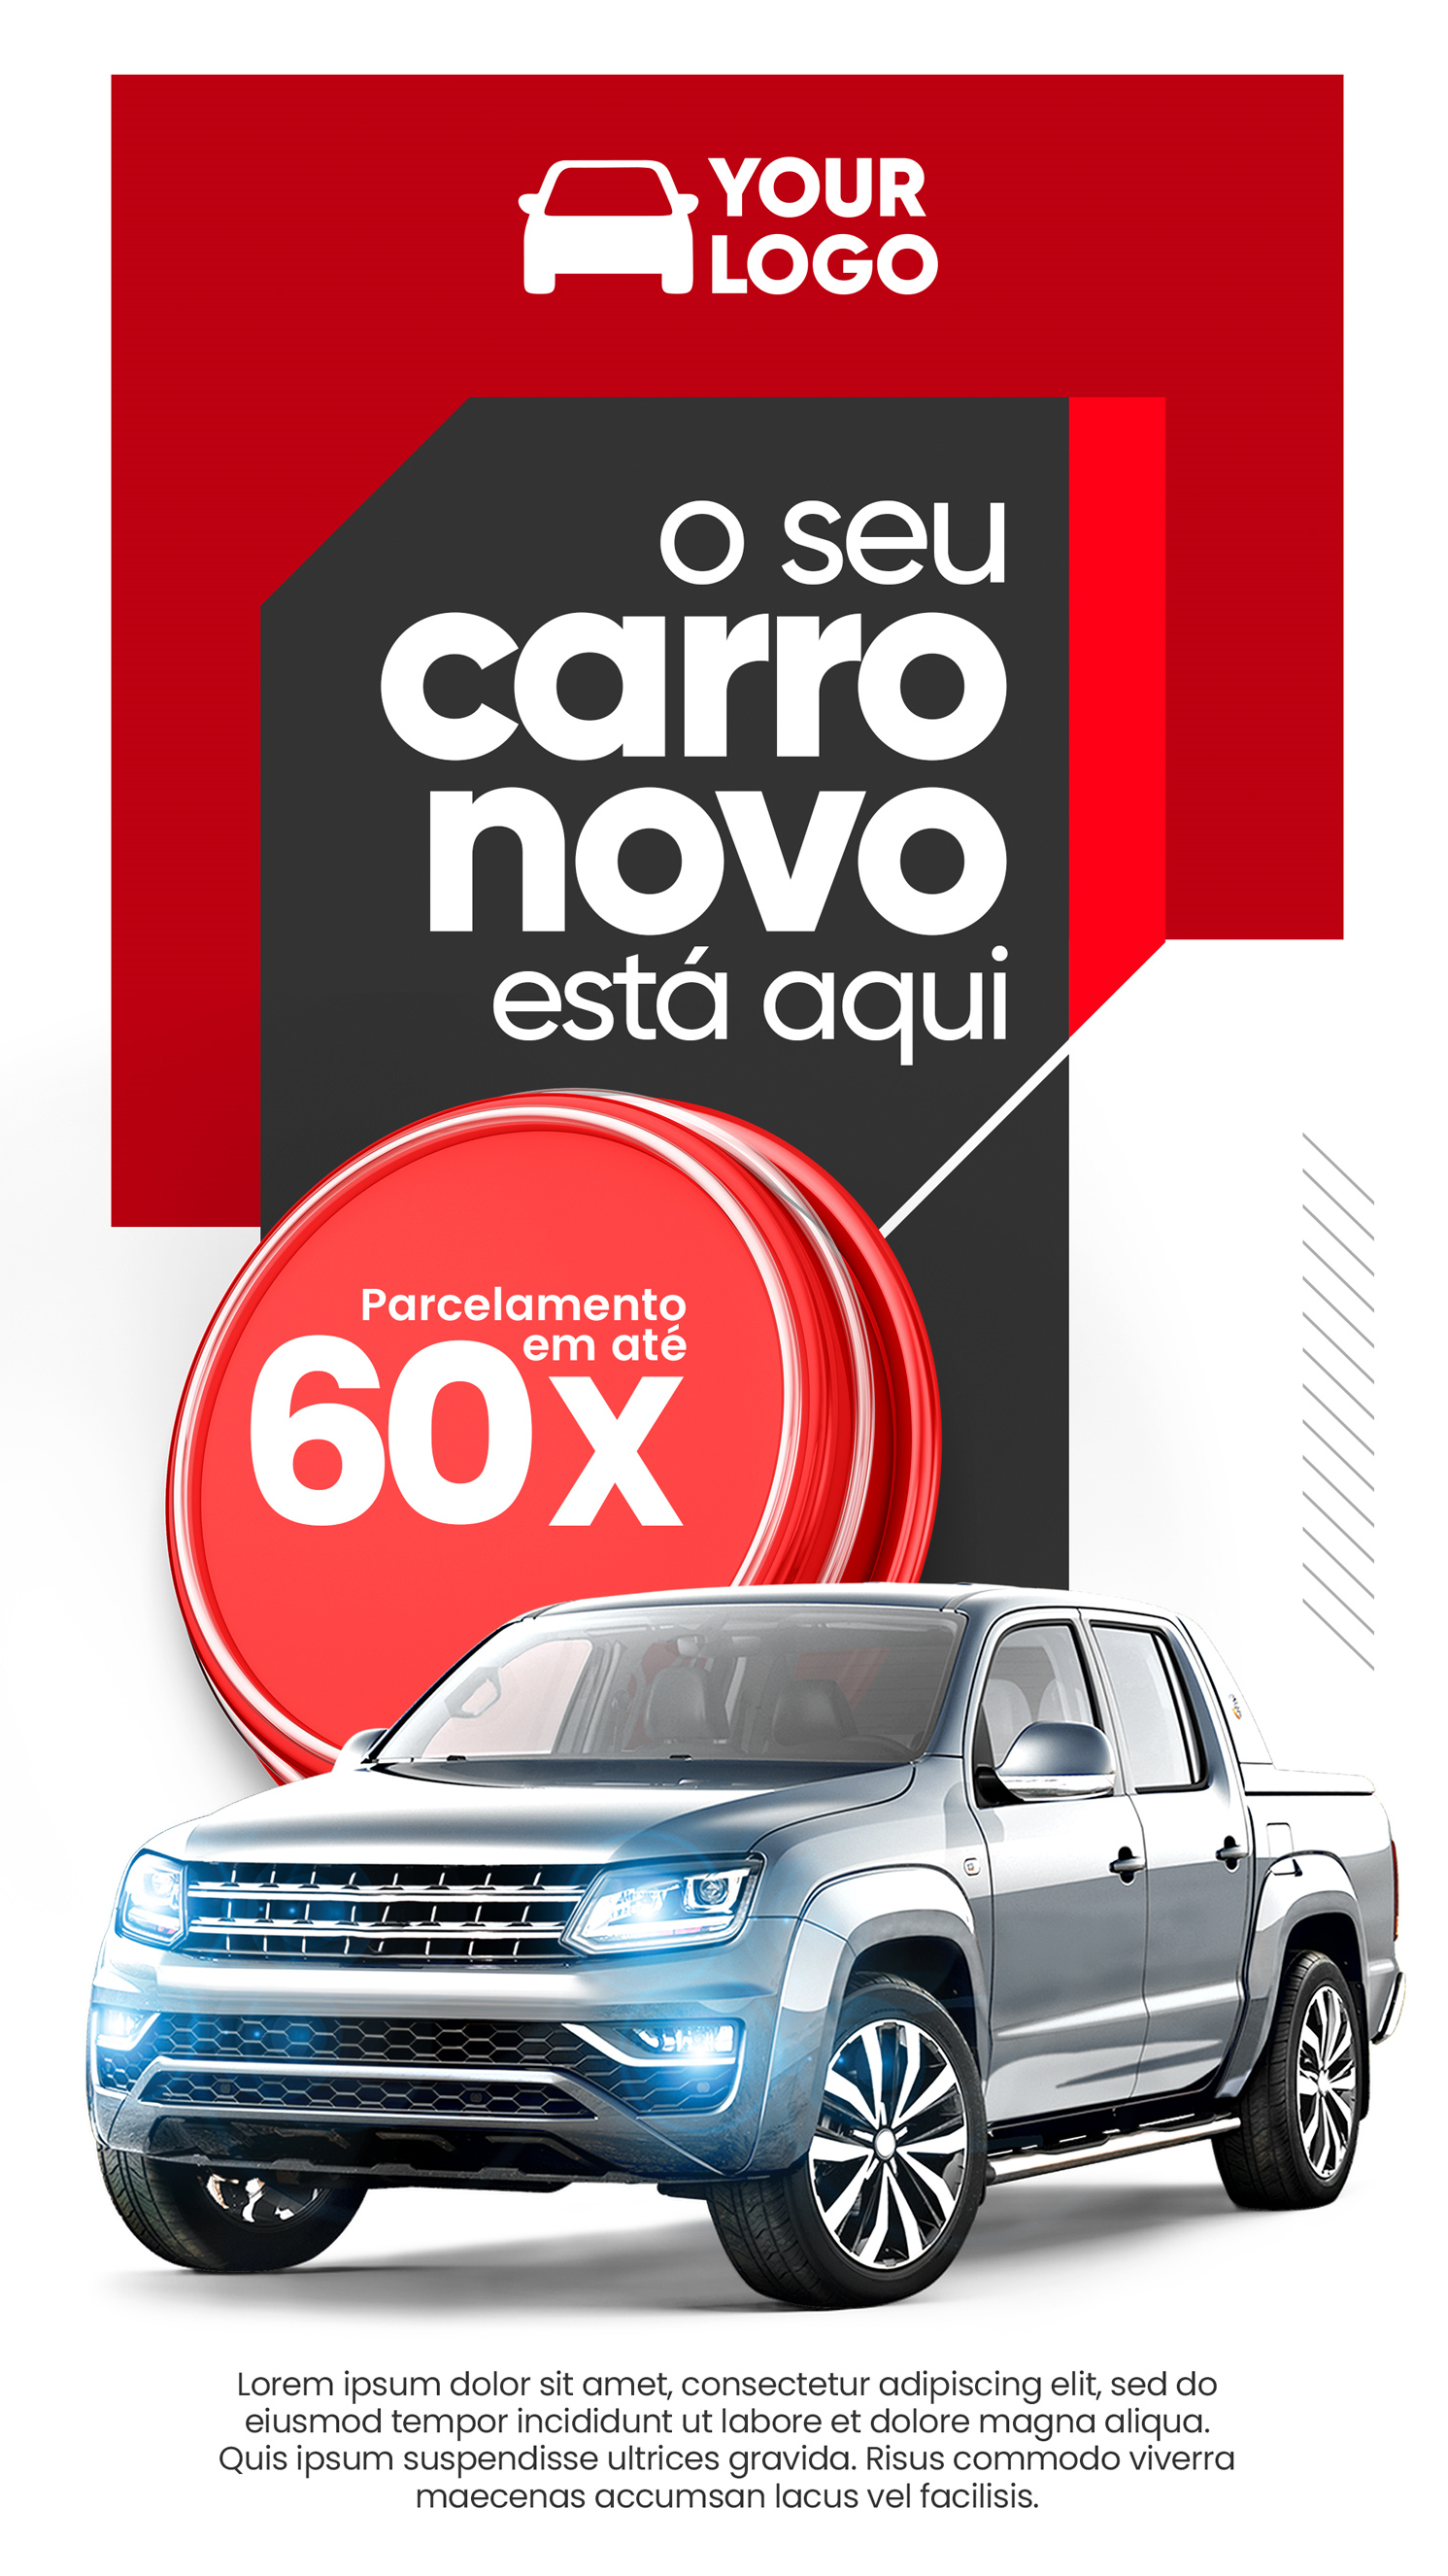 YOUR
LOGO
o seu
carro
novo
está aqui
Parcelamento
em até
60x
Lorem ipsum dolor sit amet, consectetur adipiscing elit, sed do
eiusmod tempor incididunt ut labore et dolore magna aliqua.
Quis ipsum suspendisse ultrices gravida. Risus commodo viverra
maecenas accumsan lacus vel facilisis.